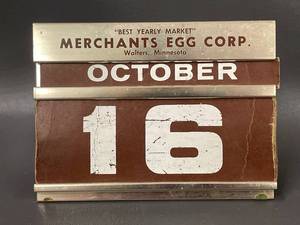 "BEST YEARLY MARKET"
MERCHANTS EGG CORP.
Walters, Minnesota
OCTOBER
16